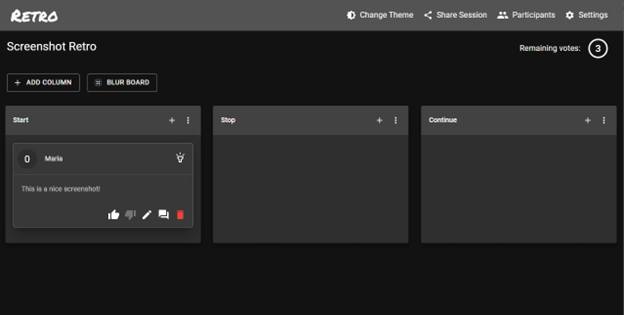 Retro
Change Theme
Share Session
Participants
Settings
Screenshot Retro
Remaining votes: 3
+ ADD COLUMN
BLUR BOARD
Start
Stop
Continue
0 Maria
This is a nice screenshot!